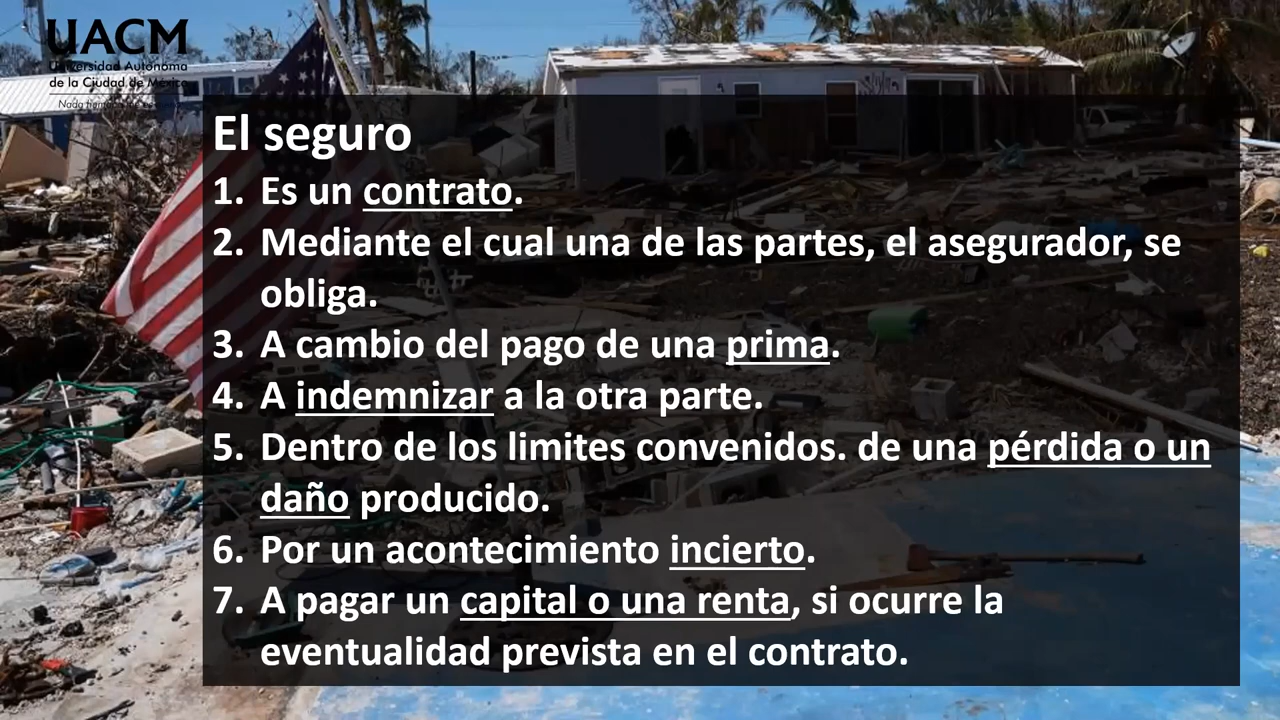 UACM
Universidad Autónoma
de la Ciudad de México
El seguro
1. Es un contrato.
2. Mediante el cual una de las partes, el asegurador, se
obliga.
3. A cambio del pago de una prima.
4. A indemnizar a la otra parte.
5. Dentro de los limites convenidos. de una pérdida o un
daño producido.
6. Por un acontecimiento incierto.
7. A pagar un capital o una renta, si ocurre la
eventualidad prevista en el contrato.